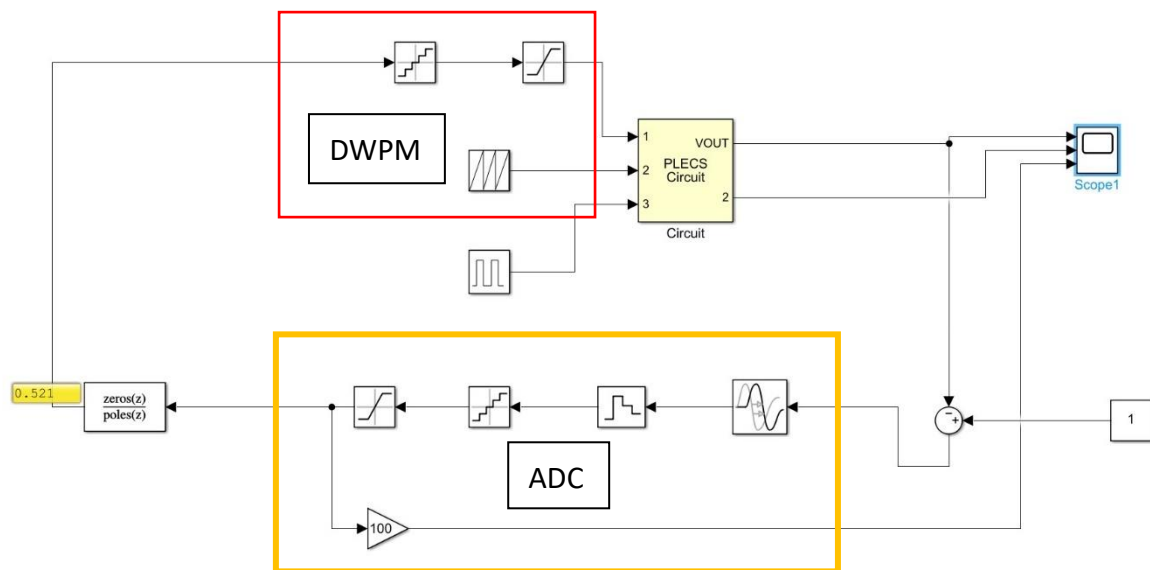 DWPM
1
2
3
PLECS
Circuit
VOUT
2
Circuit
Scope1
0.521
zeros(z)
poles(z)
ADC
100
−
+
1